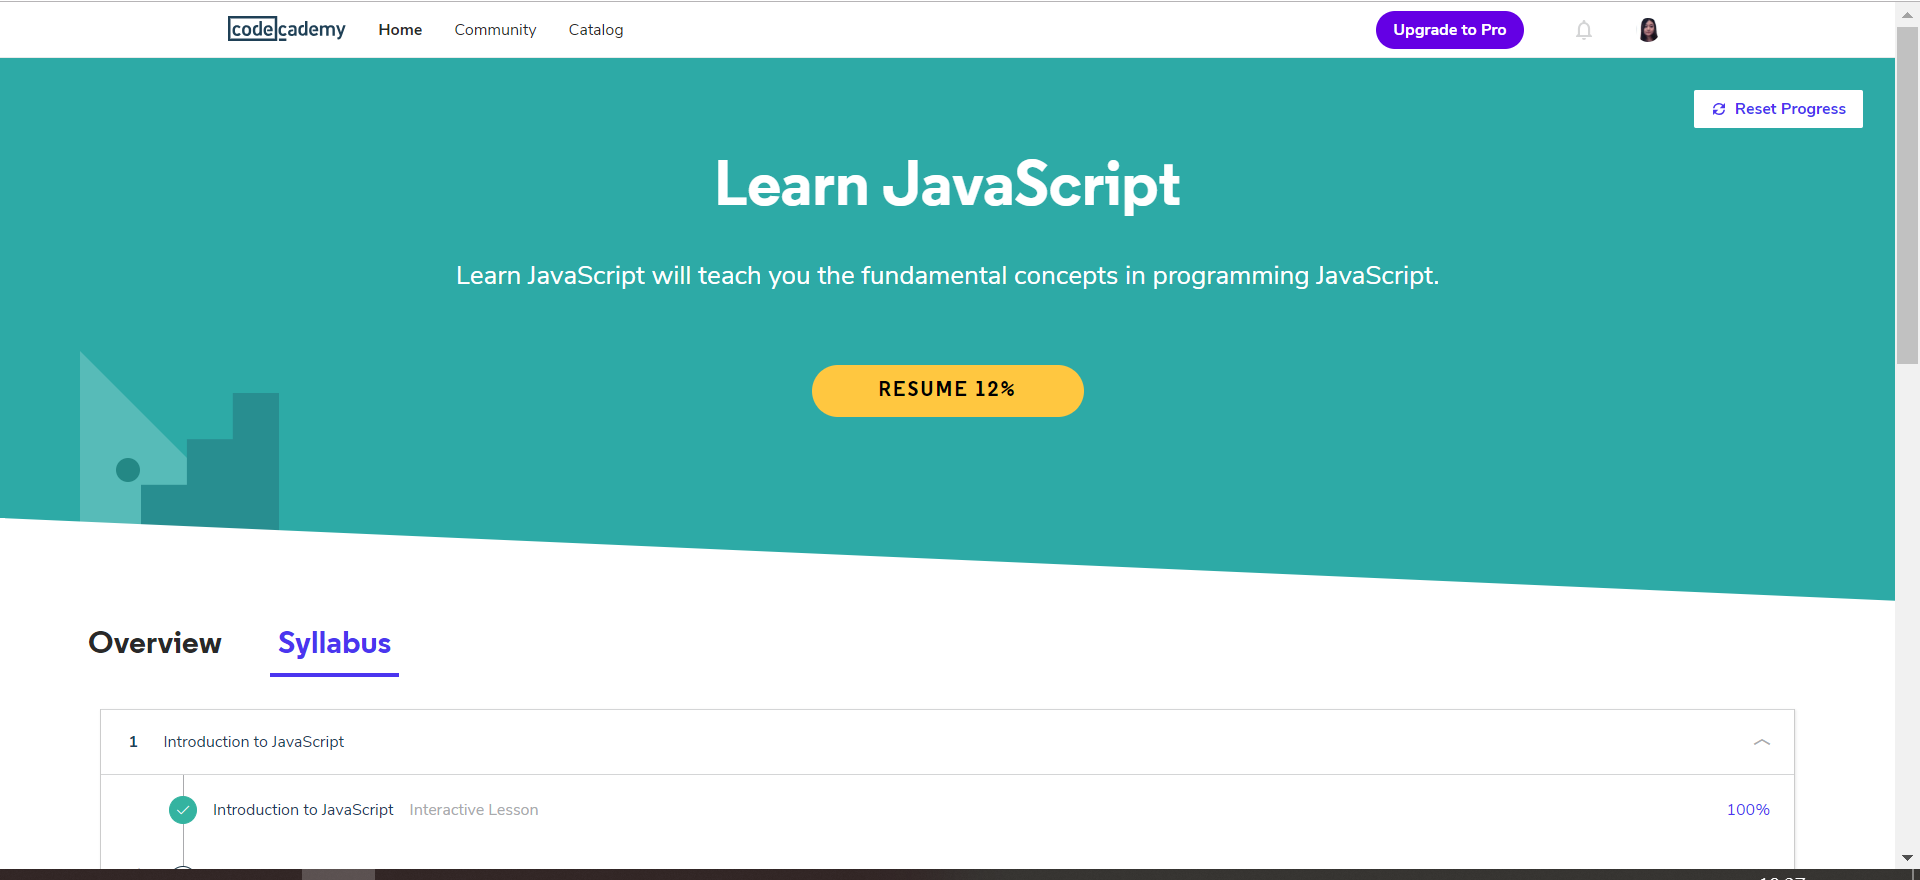 codecademy Home Community Catalog Upgrade to Pro
Reset Progress
Learn JavaScript
Learn JavaScript will teach you the fundamental concepts in programming JavaScript.
RESUME 12%
Overview Syllabus
1 Introduction to JavaScript
Introduction to JavaScript Interactive Lesson 100%